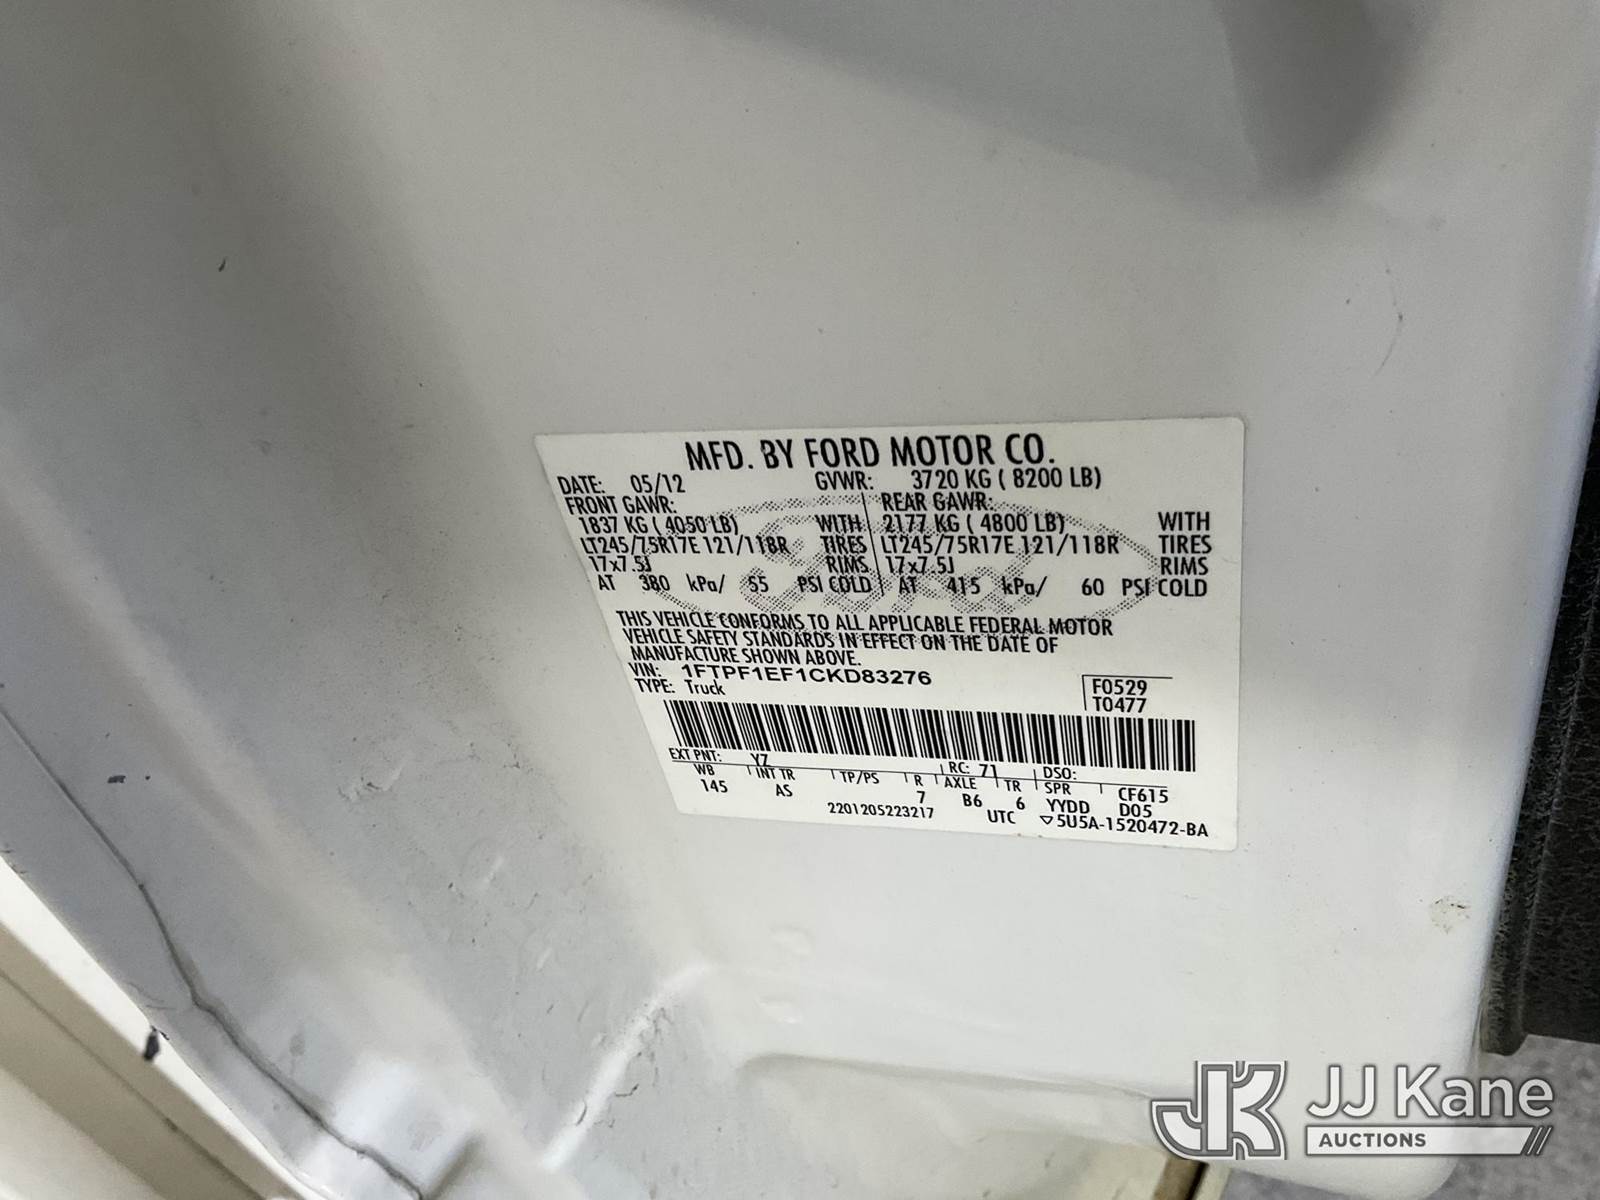 MFD. BY FORD MOTOR CO.
DATE: 05/12 GVWR: 3720 KG ( 8200 LB)
FRONT GAWR: REAR GAWR:
1837 KG ( 4050 LB) WITH 2177 KG ( 4800 LB) WITH
LT245/75R17E 121/118R TIRES LT245/75R17E 121/118R TIRES
17x7.5J RIMS 17x7.5J RIMS
AT 380 kPa/ 55 PSI COLD AT 415 kPa/ 60 PSI COLD
THIS VEHICLE CONFORMS TO ALL APPLICABLE FEDERAL MOTOR
VEHICLE SAFETY STANDARDS IN EFFECT ON THE DATE OF
MANUFACTURE SHOWN ABOVE.
VIN: 1FTPF1EF1CKD83276
TYPE: Truck
F0529
T0477
EXT PNT: YZ RC: 71 DSO:
WB INT TR TP/PS R AXLE TR SPR CF615
145 AS 7 B6 6 YYDD D05
2201205223217 UTC ▽5U5A-1520472-BA
Ford
JK JJ Kane
AUCTIONS